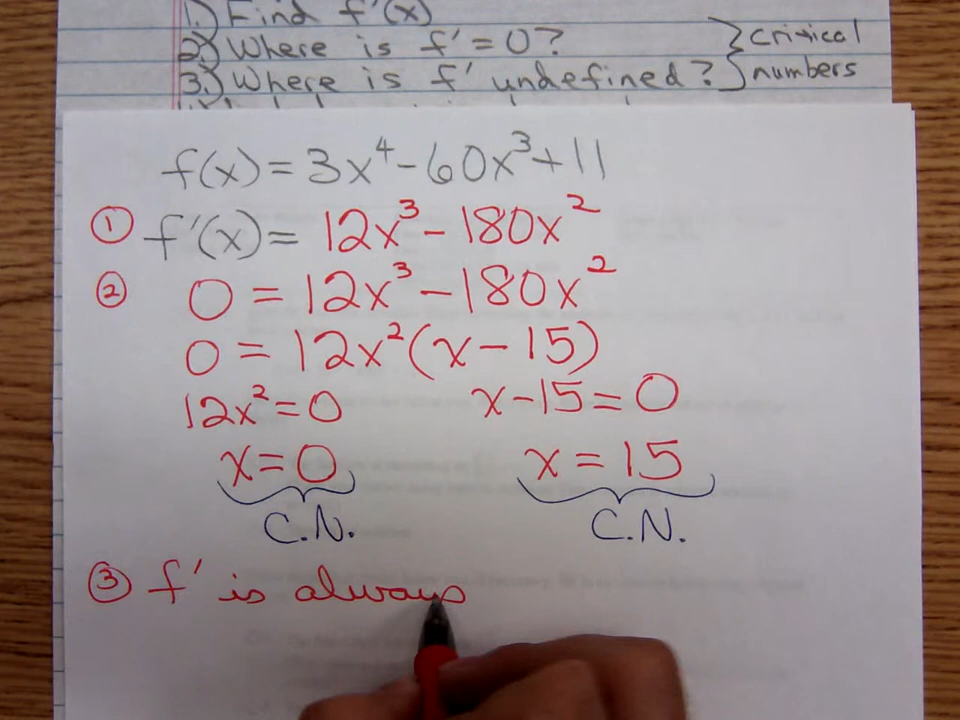 1.) Find f'(x)
2.) Where is f' = 0?
3.) Where is f' undefined? } critical numbers
f(x) = 3x⁴ - 60x³ + 11
① f'(x) = 12x³ - 180x²
② 0 = 12x³ - 180x²
0 = 12x²(x - 15)
12x² = 0 x - 15 = 0
x = 0 x = 15
C.N. C.N.
③ f' is always